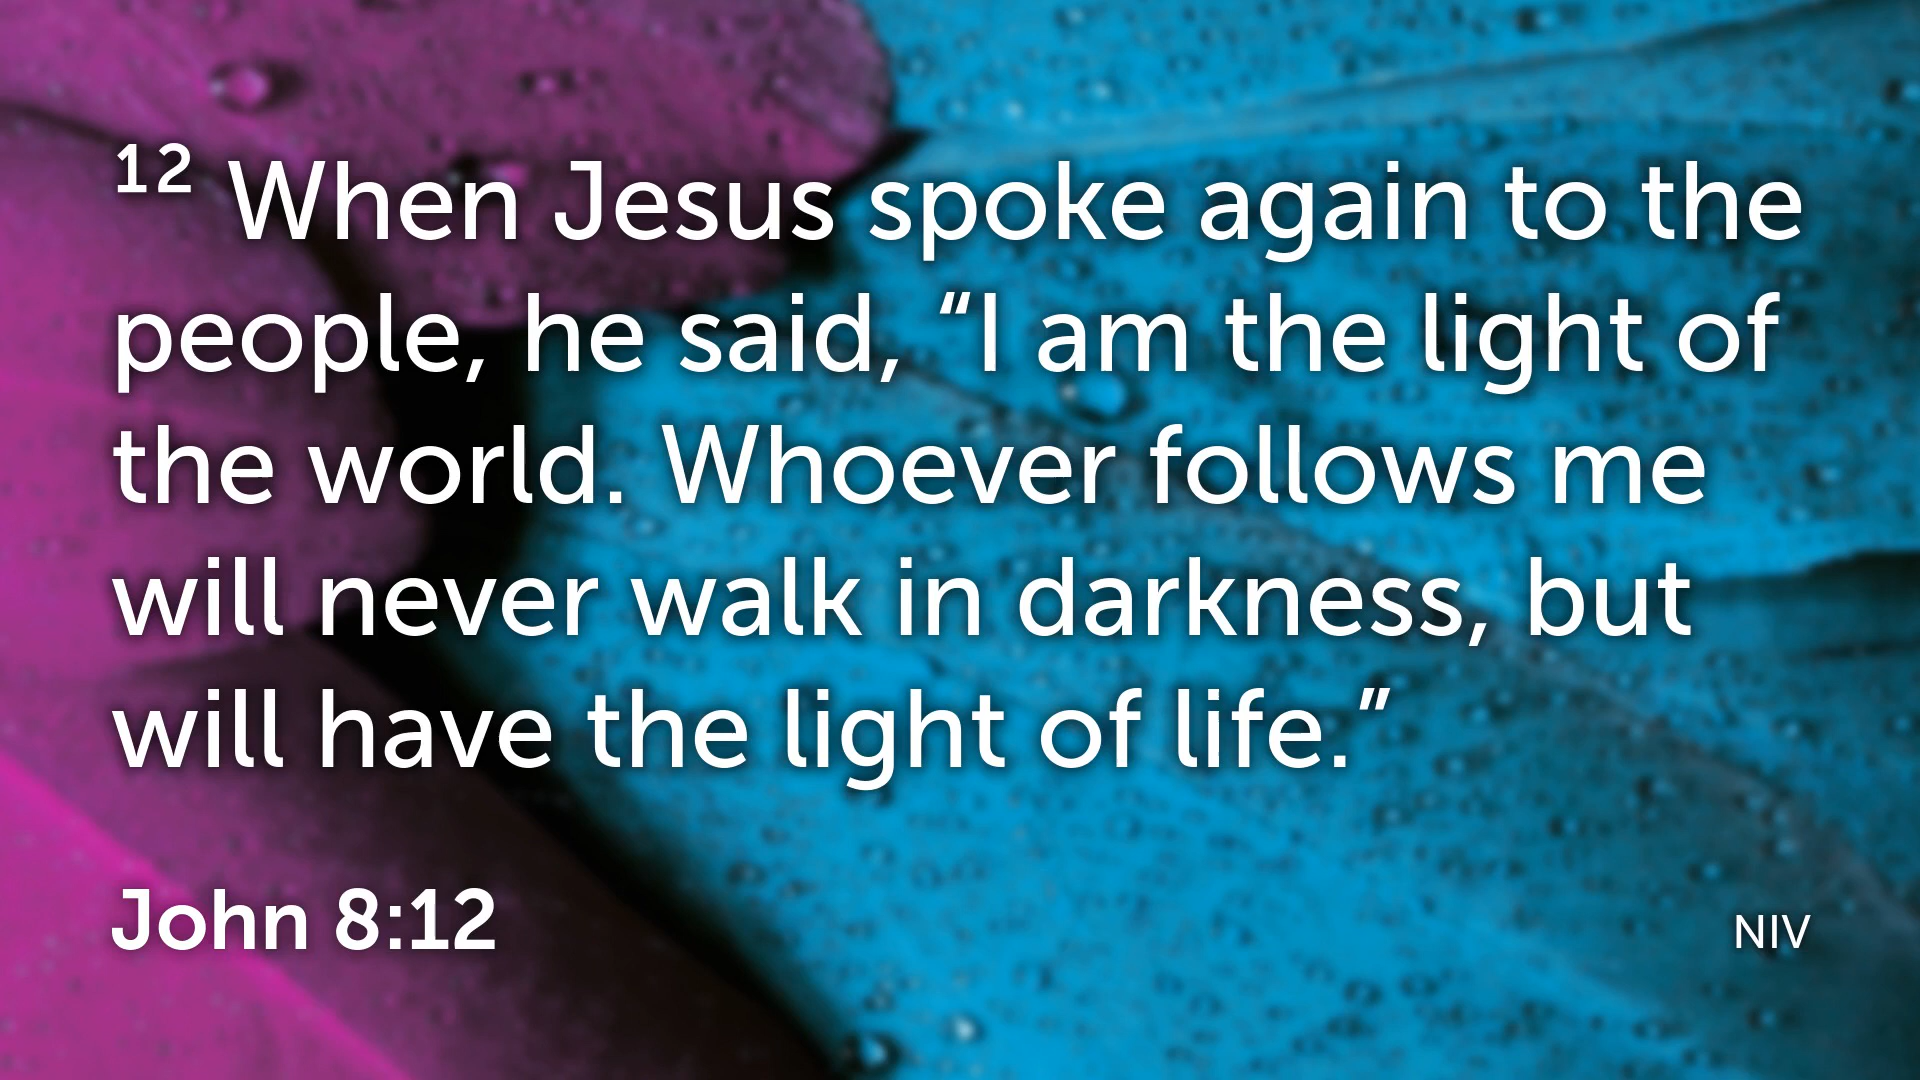 12 When Jesus spoke again to the
people, he said, “I am the light of
the world. Whoever follows me
will never walk in darkness, but
will have the light of life.”
John 8:12
NIV